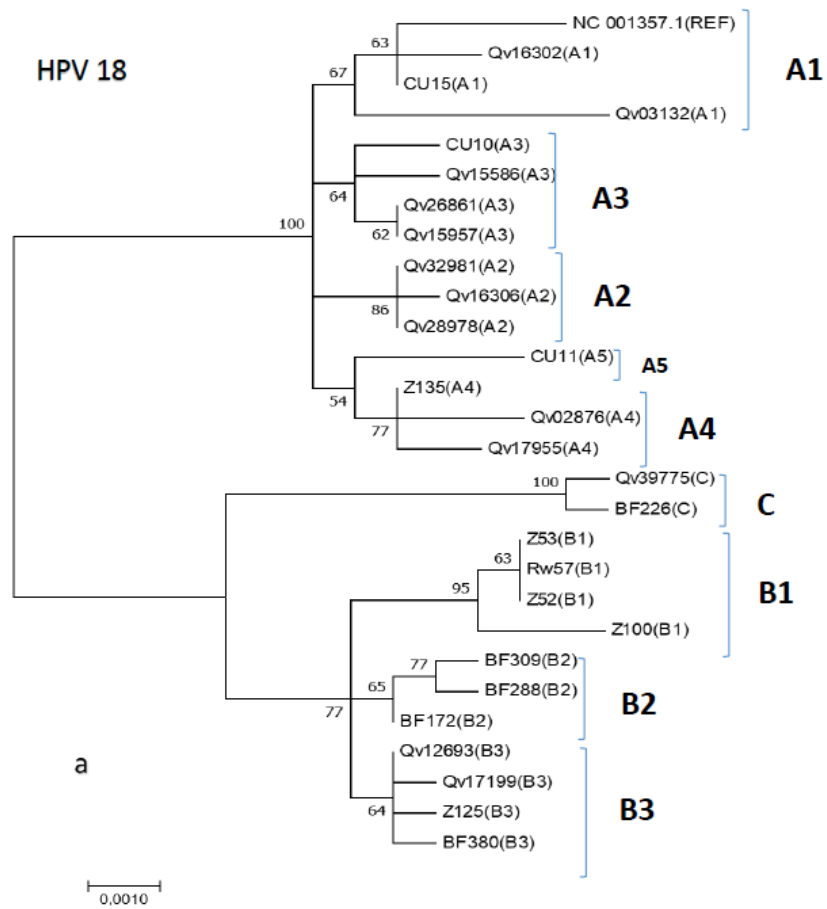 NC 001357.1(REF)
63
HPV 18
Qv16302(A1)
67
A1
CU15(A1)
Qv03132(A1)
CU10(A3)
Qv15586(A3)
64
A3
Qv26861(A3)
62
Qv15957(A3)
100
Qv32981(A2)
Qv16306(A2)
A2
86
Qv28978(A2)
CU11(A5)
A5
54
Z135(A4)
Qv02876(A4)
A4
77
Qv17955(A4)
100
Qv39775(C)
C
BF226(C)
Z53(B1)
63
Rw57(B1)
95
B1
Z52(B1)
Z100(B1)
77
BF309(B2)
65
BF288(B2)
B2
77
BF172(B2)
Qv12693(B3)
a
Qv17199(B3)
64
Z125(B3)
B3
BF380(B3)
0,0010